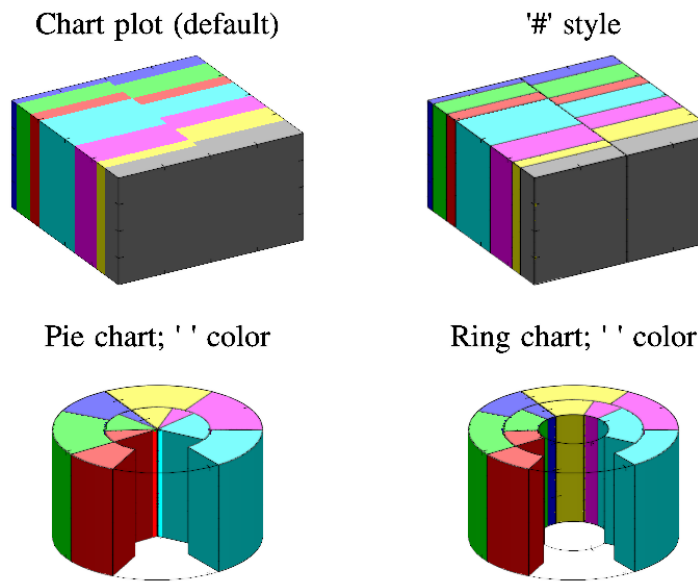 Chart plot (default)
'#' style
Pie chart; ' ' color
Ring chart; ' ' color